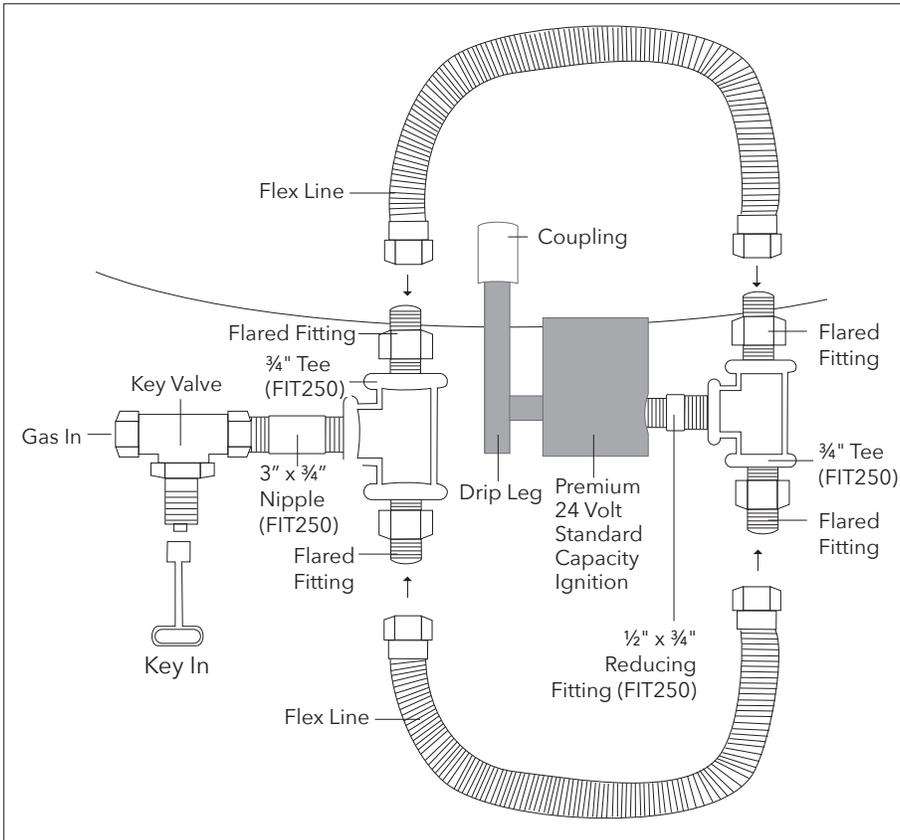 Flex Line
Coupling
Flared Fitting
¾" Tee
(FIT250)
Key Valve
Gas In
3" x ¾"
Nipple
(FIT250)
Flared
Fitting
Key In
Drip Leg
Premium
24 Volt
Standard
Capacity
Ignition
Flared
Fitting
¾" Tee
(FIT250)
Flared
Fitting
½" x ¾"
Reducing
Fitting (FIT250)
Flex Line